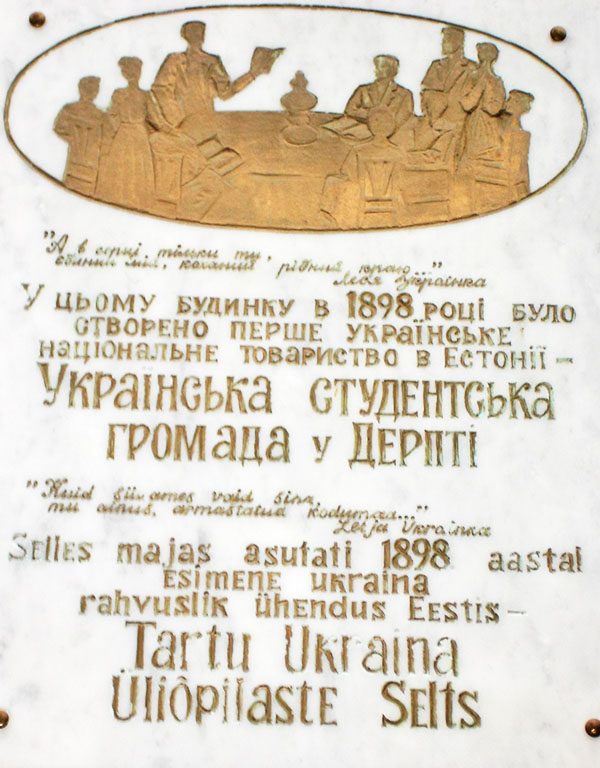 "А в серці тільки ти,
єдиний мій, коханий рідний краю..."
Леся Українка
У цьому будинку в 1898 році було
створено перше українське
національне товариство в Естонії –
Українська студентська
громада у Дерпті
"Kuid südames vaid sina,
mu ainus, armastatud kodumaa..."
Lesja Ukrainka
Selles majas asutati 1898 aastal
esimene ukraina
rahvuslik ühendus Eestis –
Tartu Ukraina
Üliõpilaste Selts